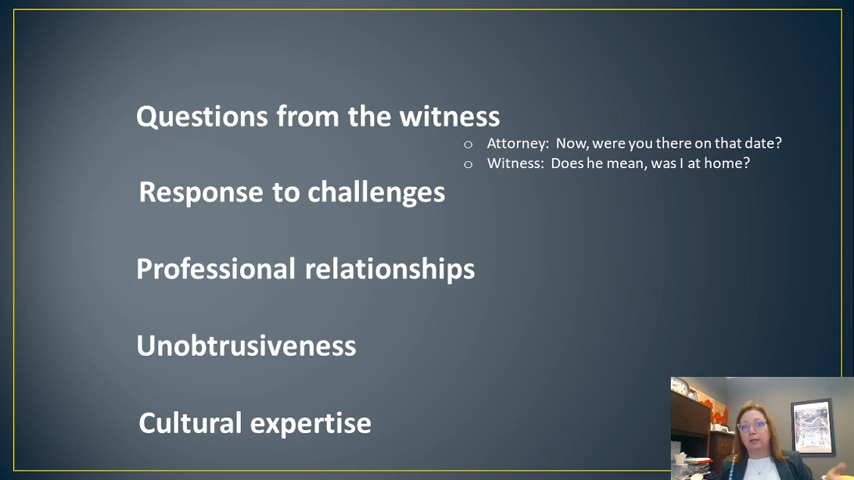 Questions from the witness
○ Attorney: Now, were you there on that date?
○ Witness: Does he mean, was I at home?
Response to challenges
Professional relationships
Unobtrusiveness
Cultural expertise